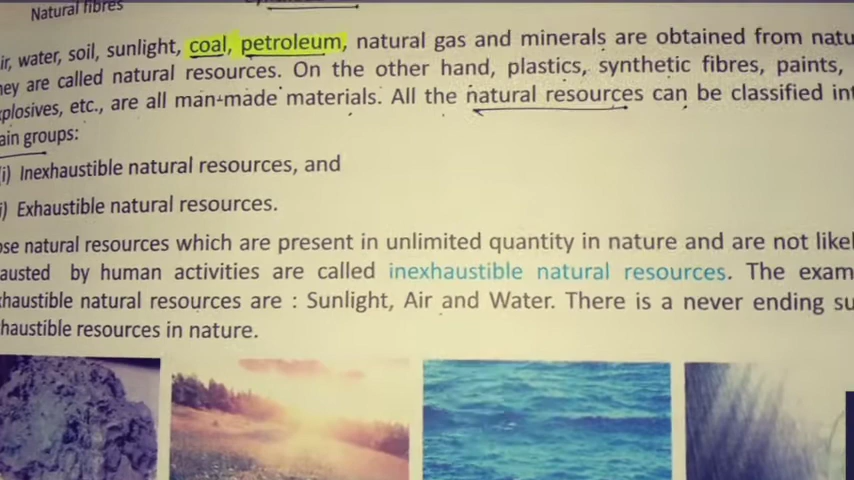 Natural fibres
ir, water, soil, sunlight, coal, petroleum, natural gas and minerals are obtained from natu
ney are called natural resources. On the other hand, plastics, synthetic fibres, paints,
xplosives, etc., are all man-made materials. All the natural resources can be classified int
ain groups:
(i) Inexhaustible natural resources, and
i) Exhaustible natural resources.
ose natural resources which are present in unlimited quantity in nature and are not likel
austed by human activities are called inexhaustible natural resources. The exam
xhaustible natural resources are : Sunlight, Air and Water. There is a never ending su
xhaustible resources in nature.